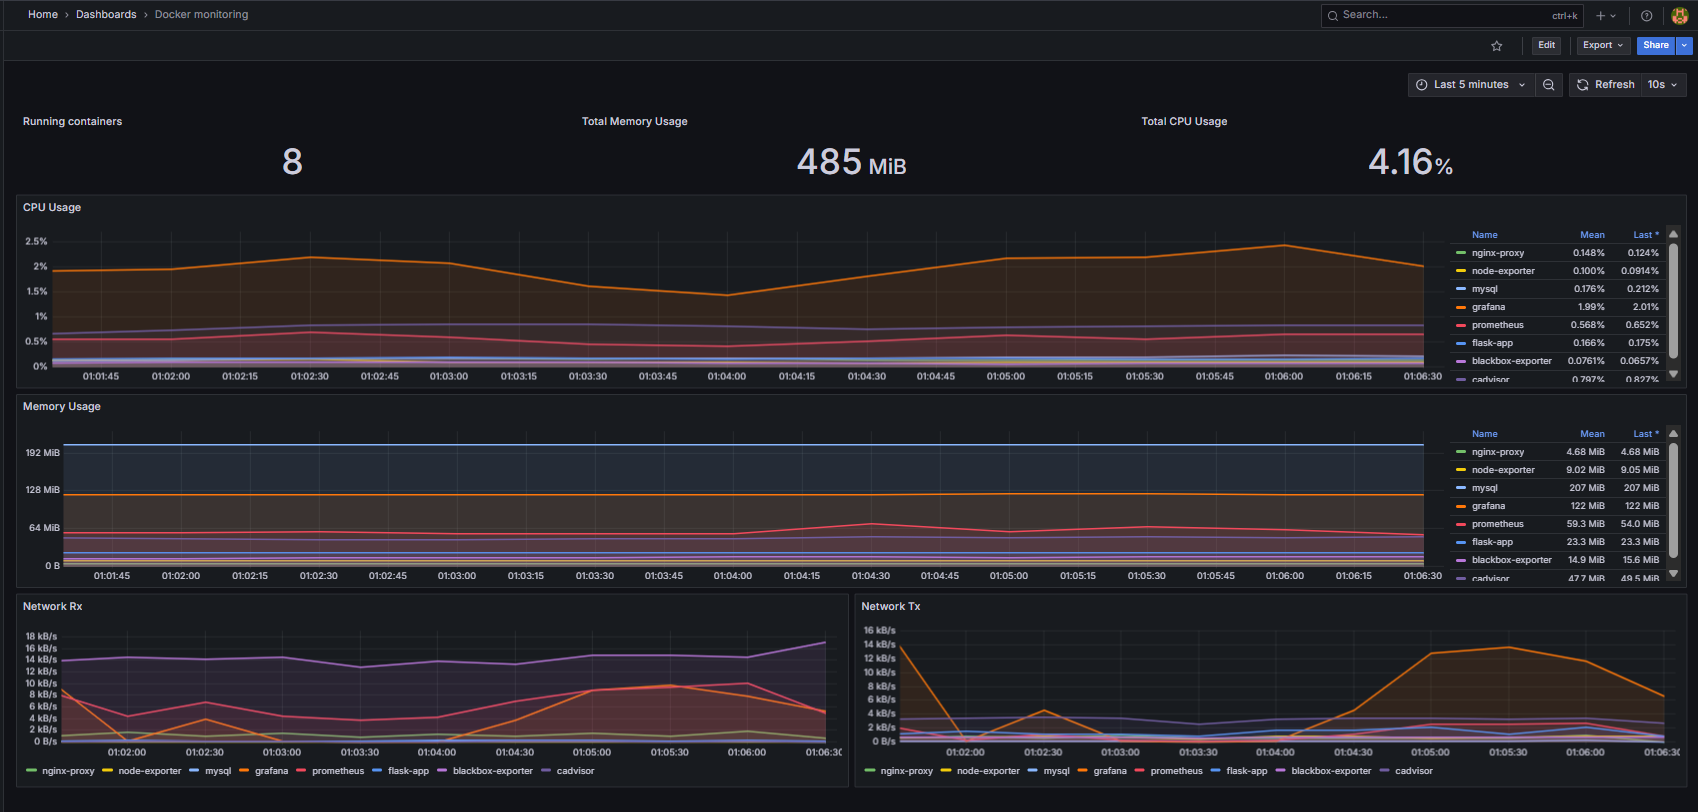 Home › Dashboards › Docker monitoring
Search... ctrl+k
Edit Export Share
Last 5 minutes Refresh 10s
Running containers Total Memory Usage Total CPU Usage
8 485 MiB 4.16%
CPU Usage
2.5%
2%
1.5%
1%
0.5%
0%
01:01:45 01:02:00 01:02:15 01:02:30 01:02:45 01:03:00 01:03:15 01:03:30 01:03:45 01:04:00 01:04:15 01:04:30 01:04:45 01:05:00 01:05:15 01:05:30 01:05:45 01:06:00 01:06:15 01:06:30
Name Mean Last *
nginx-proxy 0.148% 0.124%
node-exporter 0.100% 0.0914%
mysql 0.176% 0.212%
grafana 1.99% 2.01%
prometheus 0.568% 0.652%
flask-app 0.166% 0.175%
blackbox-exporter 0.0761% 0.0657%
cadvisor 0.797% 0.827%
Memory Usage
192 MiB
128 MiB
64 MiB
0 B
01:01:45 01:02:00 01:02:15 01:02:30 01:02:45 01:03:00 01:03:15 01:03:30 01:03:45 01:04:00 01:04:15 01:04:30 01:04:45 01:05:00 01:05:15 01:05:30 01:05:45 01:06:00 01:06:15 01:06:30
Name Mean Last *
nginx-proxy 4.68 MiB 4.68 MiB
node-exporter 9.02 MiB 9.05 MiB
mysql 207 MiB 207 MiB
grafana 122 MiB 122 MiB
prometheus 59.3 MiB 54.0 MiB
flask-app 23.3 MiB 23.3 MiB
blackbox-exporter 14.9 MiB 15.6 MiB
cadvisor 47.7 MiB 49.5 MiB
Network Rx
18 kB/s
16 kB/s
14 kB/s
12 kB/s
10 kB/s
8 kB/s
6 kB/s
4 kB/s
2 kB/s
0 B/s
01:02:00 01:02:30 01:03:00 01:03:30 01:04:00 01:04:30 01:05:00 01:05:30 01:06:00 01:06:30
nginx-proxy node-exporter mysql grafana prometheus flask-app blackbox-exporter cadvisor
Network Tx
16 kB/s
14 kB/s
12 kB/s
10 kB/s
8 kB/s
6 kB/s
4 kB/s
2 kB/s
0 B/s
01:02:00 01:02:30 01:03:00 01:03:30 01:04:00 01:04:30 01:05:00 01:05:30 01:06:00 01:06:30
nginx-proxy node-exporter mysql grafana prometheus flask-app blackbox-exporter cadvisor